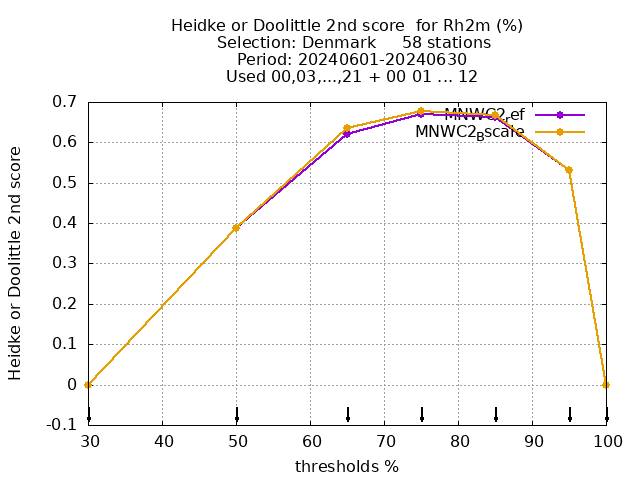 Heidke or Doolittle 2nd score for Rh2m (%)
Selection: Denmark 58 stations
Period: 20240601-20240630
Used 00,03,...,21 + 00 01 ... 12
Heidke or Doolittle 2nd score
0.7
0.6
0.5
0.4
0.3
0.2
0.1
0
-0.1
MNWC2ref
MNWC2Bscale
30 40 50 60 70 80 90 100
thresholds %